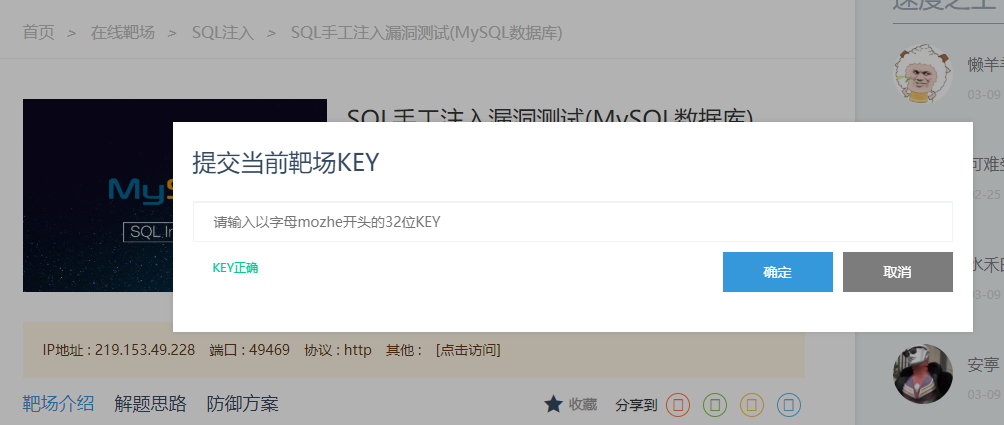 首页 > 在线靶场 > SQL注入 > SQL手工注入漏洞测试(MySQL数据库)
速度之王
懒羊羊
03-09
SQL手工注入漏洞测试(MySQL数据库)
My
SQL In
提交当前靶场KEY
请输入以字母mozhe开头的32位KEY
KEY正确
确定
取消
可难受
02-25
水禾田
03-09
IP地址 : 219.153.49.228 端口 : 49469 协议 : http 其他 : [点击访问]
安寧
03-09
靶场介绍 解题思路 防御方案
收藏 分享到